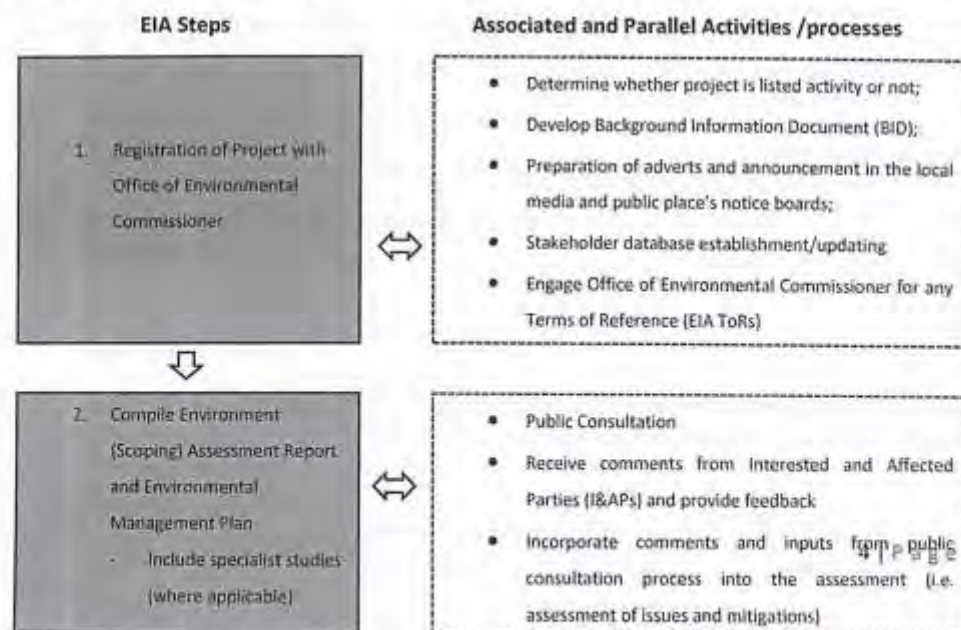 EIA Steps
Associated and Parallel Activities /processes
1. Registration of Project with
Office of Environmental
Commissioner
• Determine whether project is listed activity or not;
• Develop Background Information Document (BID);
• Preparation of adverts and announcement in the local
media and public place's notice boards;
• Stakeholder database establishment/updating
• Engage Office of Environmental Commissioner for any
Terms of Reference (EIA ToRs)
2. Compile Environment
(Scoping) Assessment Report
and Environmental
Management Plan
- Include specialist studies
(where applicable)
• Public Consultation
• Receive comments from Interested and Affected
Parties (I&APs) and provide feedback
• Incorporate comments and inputs from public
consultation process into the assessment (i.e.
assessment of issues and mitigations)
4 | P a g e